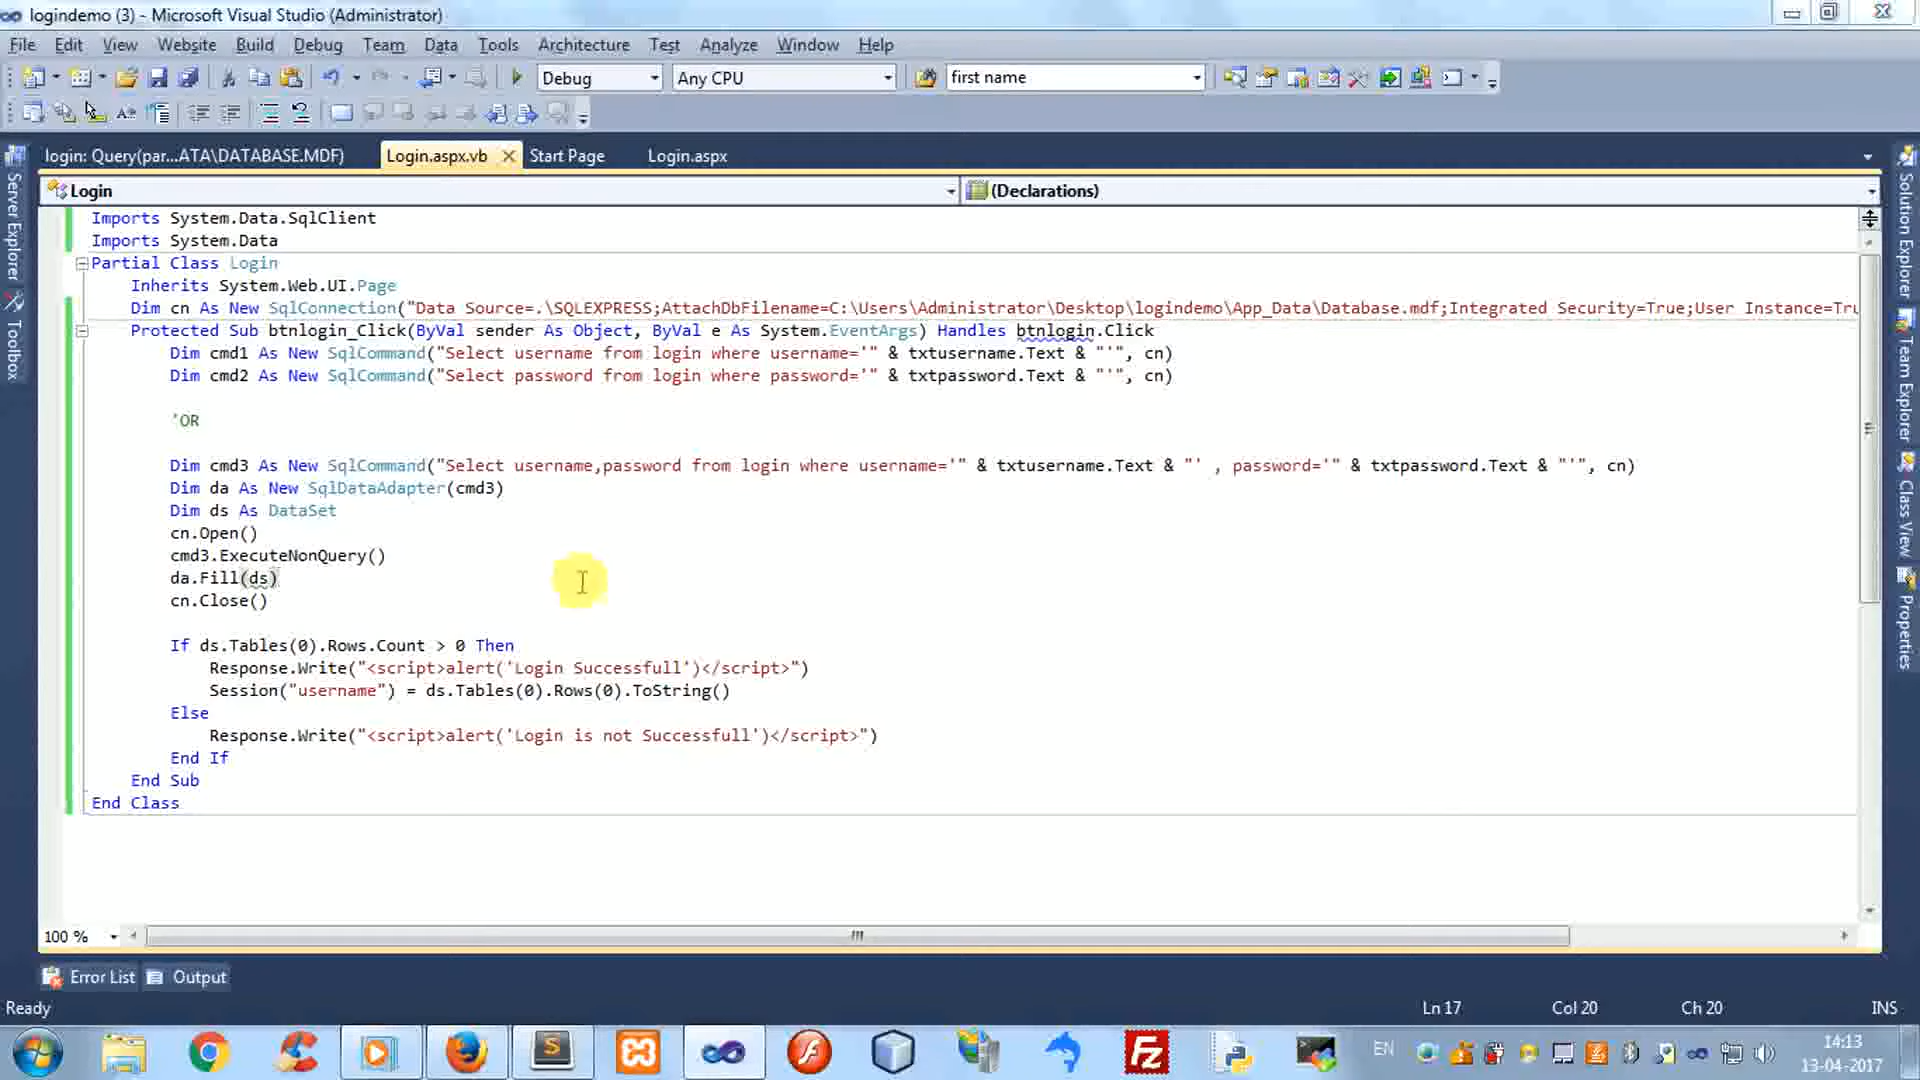 logindemo (3) - Microsoft Visual Studio (Administrator)
File Edit View Website Build Debug Team Data Tools Architecture Test Analyze Window Help
Debug Any CPU first name
login: Query(par...ATA\DATABASE.MDF) Login.aspx.vb Start Page Login.aspx
Login (Declarations)
Server Explorer
Toolbox
Imports System.Data.SqlClient
Imports System.Data
Partial Class Login
Inherits System.Web.UI.Page
Dim cn As New SqlConnection("Data Source=.\SQLEXPRESS;AttachDbFilename=C:\Users\Administrator\Desktop\logindemo\App_Data\Database.mdf;Integrated Security=True;User Instance=Tru
Protected Sub btnlogin_Click(ByVal sender As Object, ByVal e As System.EventArgs) Handles btnlogin.Click
Dim cmd1 As New SqlCommand("Select username from login where username='" & txtusername.Text & "'", cn)
Dim cmd2 As New SqlCommand("Select password from login where password='" & txtpassword.Text & "'", cn)
'OR
Dim cmd3 As New SqlCommand("Select username,password from login where username='" & txtusername.Text & "' , password='" & txtpassword.Text & "'", cn)
Dim da As New SqlDataAdapter(cmd3)
Dim ds As DataSet
cn.Open()
cmd3.ExecuteNonQuery()
da.Fill(ds)
cn.Close()
If ds.Tables(0).Rows.Count > 0 Then
Response.Write("<script>alert('Login Successfull')</script>")
Session("username") = ds.Tables(0).Rows(0).ToString()
Else
Response.Write("<script>alert('Login is not Successfull')</script>")
End If
End Sub
End Class
Solution Explorer
Team Explorer
Class View
Properties
100 %
Error List Output
Ready Ln 17 Col 20 Ch 20 INS
EN 14:13
13-04-2017